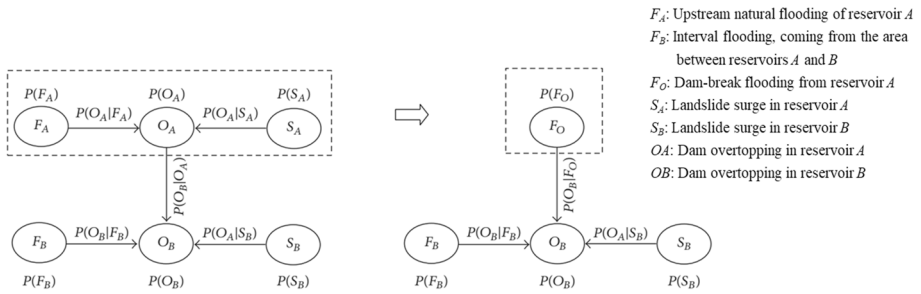 F_A: Upstream natural flooding of reservoir A
F_B: Interval flooding, coming from the area
between reservoirs A and B
F_O: Dam-break flooding from reservoir A
S_A: Landslide surge in reservoir A
S_B: Landslide surge in reservoir B
OA: Dam overtopping in reservoir A
OB: Dam overtopping in reservoir B
P(F_A) P(O_A) P(S_A)
F_A P(O_A|F_A) O_A P(O_A|S_A) S_A
P(O_B|O_A)
F_B P(O_B|F_B) O_B P(O_A|S_B) S_B
P(F_B) P(O_B) P(S_B)
P(F_O)
F_O
P(O_B|F_O)
F_B P(O_B|F_B) O_B P(O_A|S_B) S_B
P(F_B) P(O_B) P(S_B)